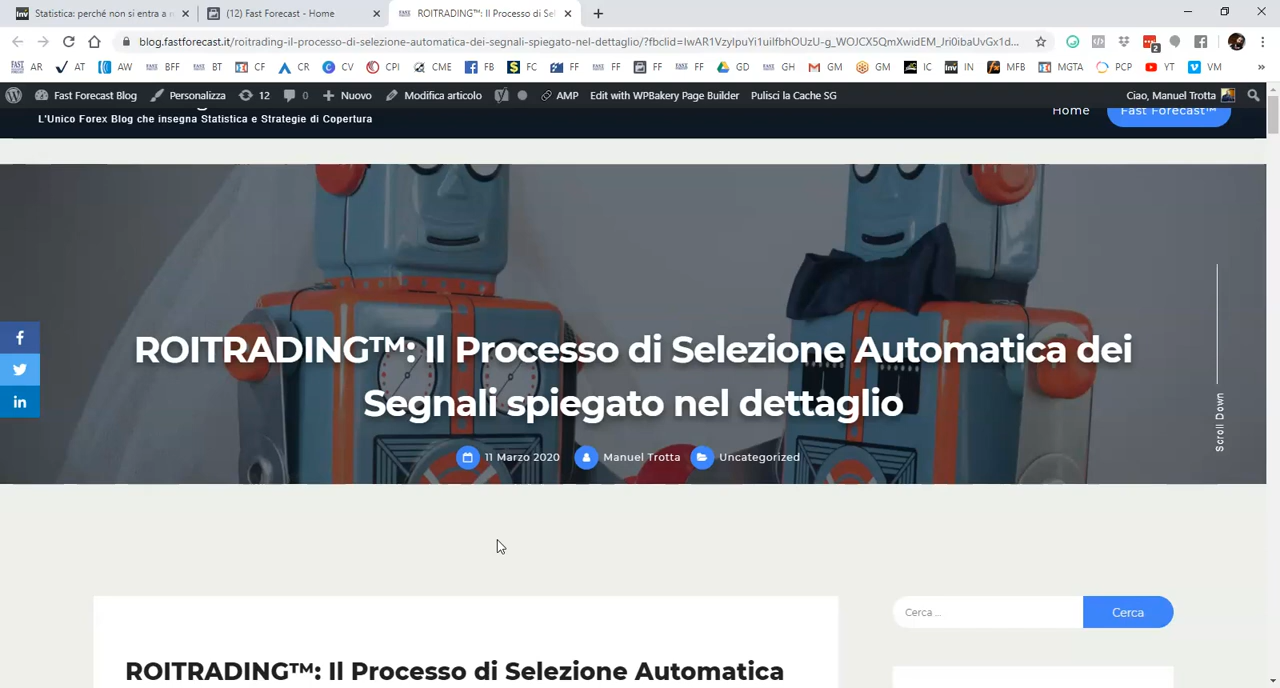 Statistica: perché non si entra a r
(12) Fast Forecast - Home
ROITRADING™: Il Processo di Se
blog.fastforecast.it/roitrading-il-processo-di-selezione-automatica-dei-segnali-spiegato-nel-dettaglio/?fbclid=IwAR1VzyIpuYi1uiIfbhOUzU-g_WOJCX5QmXwidEM_Jri0ibaUvGx1d...
AR AT AW BFF BT CF CR CV CPI CME FB FC FF FF FF FF GD GH GM GM IC IN MFB MGTA PCP YT VM »
Fast Forecast Blog Personalizza 12 0 Nuovo Modifica articolo AMP Edit with WPBakery Page Builder Pulisci la Cache SG Ciao, Manuel Trotta
L'Unico Forex Blog che insegna Statistica e Strategie di Copertura
Home Fast Forecast™
ROITRADING™: Il Processo di Selezione Automatica dei
Segnali spiegato nel dettaglio
11 Marzo 2020 Manuel Trotta Uncategorized
Scroll Down
Cerca ... Cerca
ROITRADING™: Il Processo di Selezione Automatica